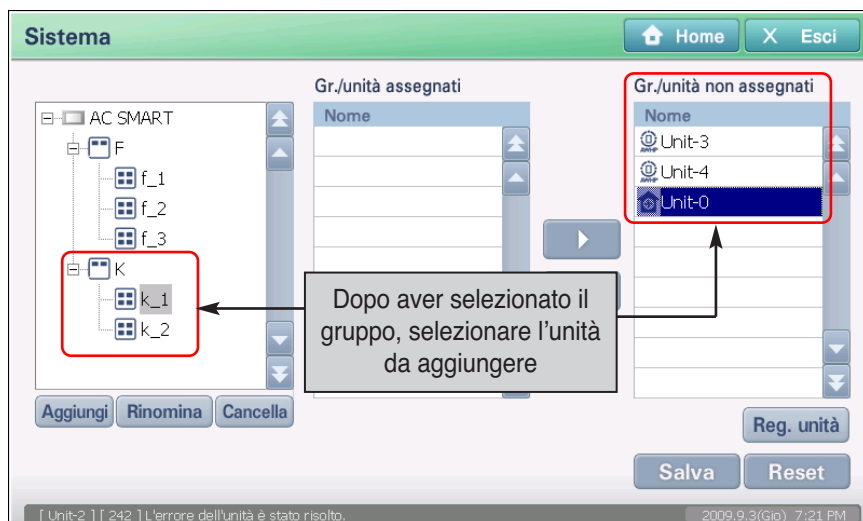 Sistema
Home
X Esci
Gr./unità assegnati
Gr./unità non assegnati
AC SMART
F
f_1
f_2
f_3
K
k_1
k_2
Nome
Nome
Unit-3
Unit-4
Unit-0
Dopo aver selezionato il
gruppo, selezionare l'unità
da aggiungere
Aggiungi
Rinomina
Cancella
Reg. unità
Salva
Reset
[ Unit-2 ] [ 242 ] L'errore dell'unità è stato risolto.
2009.9.3(Gio) 7:21 PM